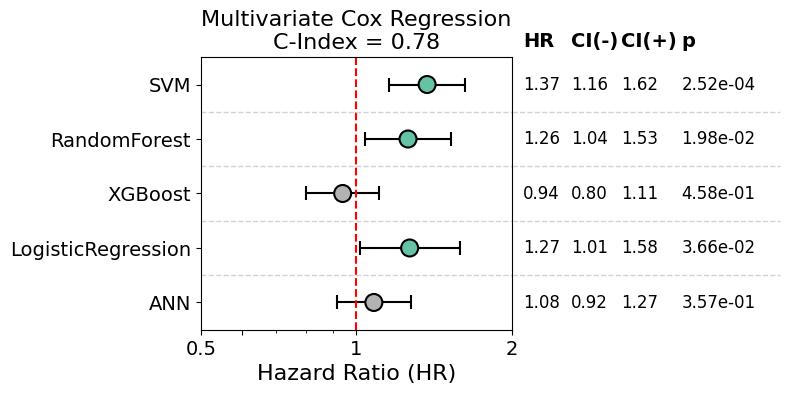 Multivariate Cox Regression
C-Index = 0.78
HR CI(-) CI(+) p
SVM 1.37 1.16 1.62 2.52e-04
RandomForest 1.26 1.04 1.53 1.98e-02
XGBoost 0.94 0.80 1.11 4.58e-01
LogisticRegression 1.27 1.01 1.58 3.66e-02
ANN 1.08 0.92 1.27 3.57e-01
0.5 1 2
Hazard Ratio (HR)